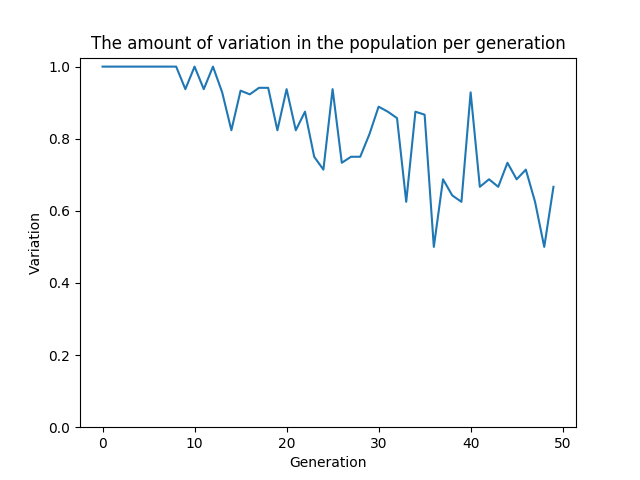 The amount of variation in the population per generation
1.0
0.8
0.6
0.4
0.2
0.0
Variation
0 10 20 30 40 50
Generation